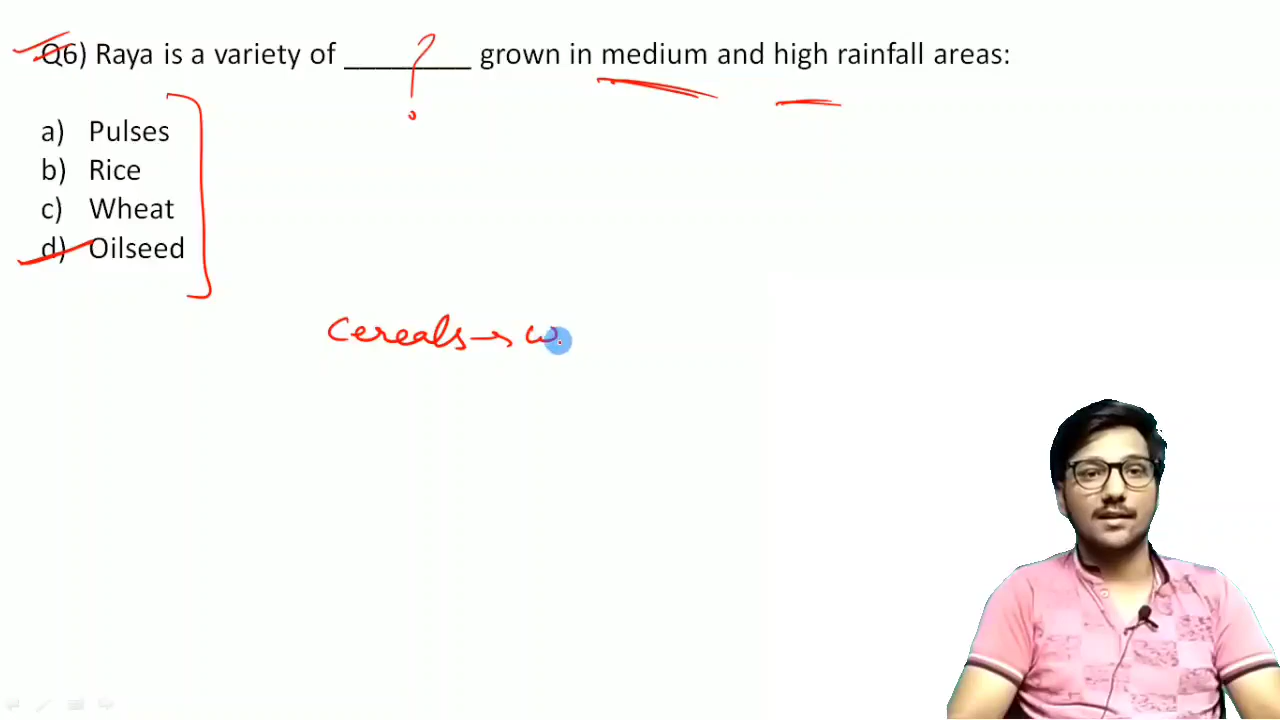 Q6) Raya is a variety of ________ grown in medium and high rainfall areas:
?
a) Pulses
b) Rice
c) Wheat
d) Oilseed
Cereals → w